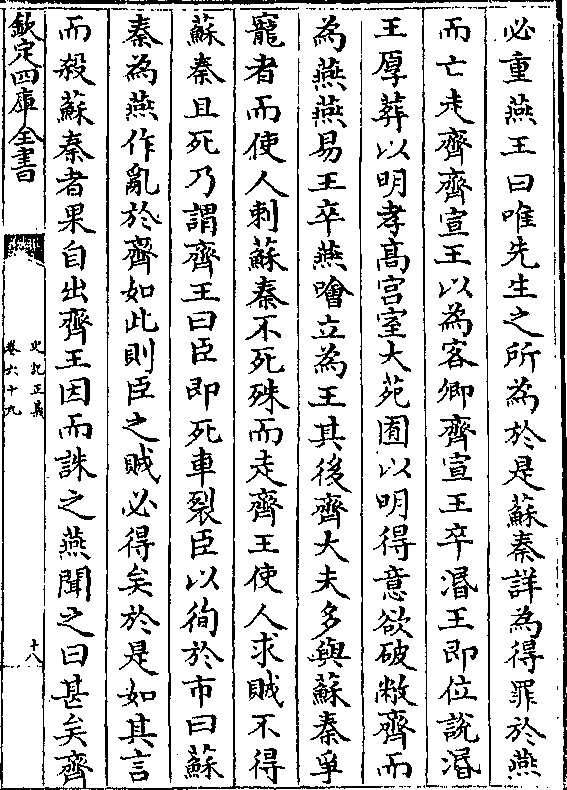 必重燕王曰唯先生之所為於是蘇秦詳為得罪於燕
而亡走齊齊宣王以為客卿齊宣王卒湣王即位說湣
王厚葬以明孝高宫室大苑囿以明得意欲破敝齊而
為燕燕易王卒燕噲立為王其後齊大夫多與蘇秦爭
寵者而使人刺蘇秦不死殊而走齊王使人求賊不得
蘇秦且死乃謂齊王曰臣即死車裂臣以徇於市曰蘇
秦為燕作亂於齊如此則臣之賊必得矣於是如其言
而殺蘇秦者果自出齊王因而誅之燕聞之曰甚矣齊
欽定四庫全書
史記正義
卷六十九
十八